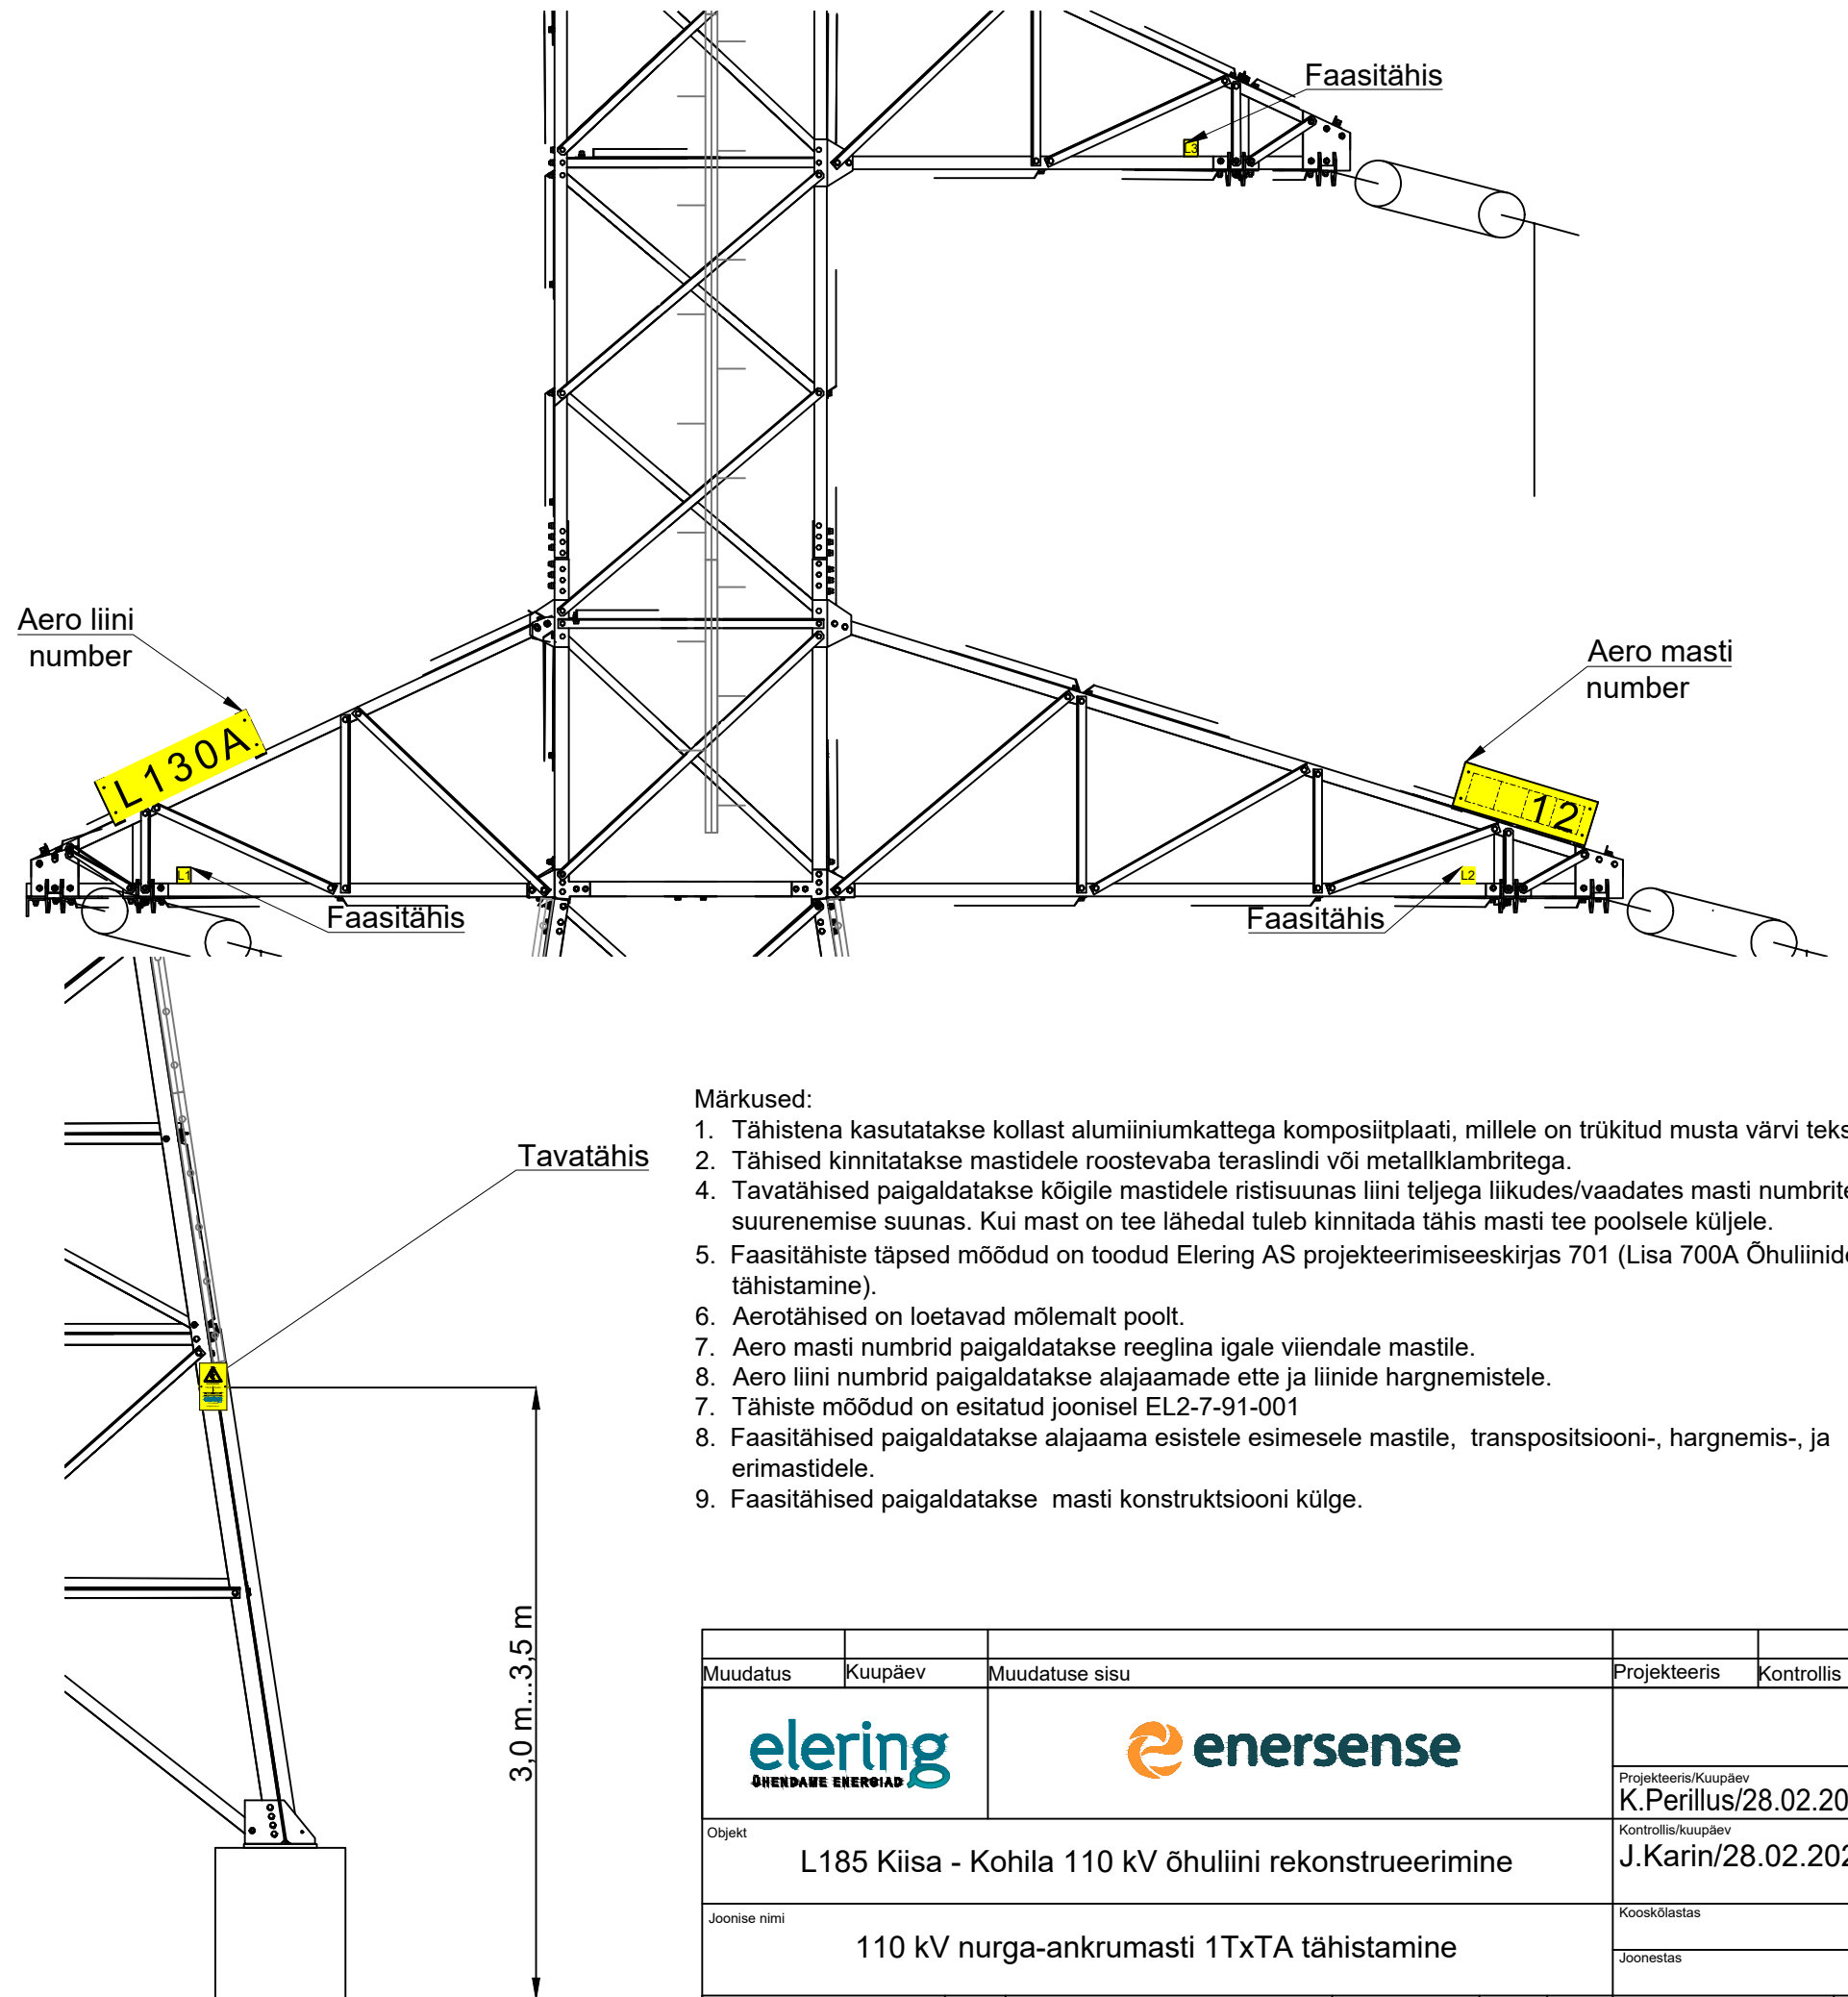 Faasitähis
L3
Aero liini
number
Aero masti
number
L130A
12
L1
L2
Faasitähis
Faasitähis
Tavatähis
Märkused:
1. Tähistena kasutatakse kollast alumiiniumkattega komposiitplaati, millele on trükitud musta värvi teks
2. Tähised kinnitatakse mastidele roostevaba teraslindi või metallklambritega.
4. Tavatähised paigaldatakse kõigile mastidele ristisuunas liini teljega liikudes/vaadates masti numbrite
suurenemise suunas. Kui mast on tee lähedal tuleb kinnitada tähis masti tee poolsele küljele.
5. Faasitähiste täpsed mõõdud on toodud Elering AS projekteerimiseeskirjas 701 (Lisa 700A Õhuliinide
tähistamine).
6. Aerotähised on loetavad mõlemalt poolt.
7. Aero masti numbrid paigaldatakse reeglina igale viiendale mastile.
8. Aero liini numbrid paigaldatakse alajaamade ette ja liinide hargnemistele.
7. Tähiste mõõdud on esitatud joonisel EL2-7-91-001
8. Faasitähised paigaldatakse alajaama esistele esimesele mastile, transpositsiooni-, hargnemis-, ja
erimastidele.
9. Faasitähised paigaldatakse masti konstruktsiooni külge.
3,0 m...3,5 m
Muudatus Kuupäev Muudatuse sisu Projekteeris Kontrollis
elering
ÜHENDAME ENERGIAD
enersense
Projekteeris/Kuupäev
K.Perillus/28.02.20
Kontrollis/kuupäev
J.Karin/28.02.202
Objekt
L185 Kiisa - Kohila 110 kV õhuliini rekonstrueerimine
Kooskõlastas
Joonise nimi
110 kV nurga-ankrumasti 1TxTA tähistamine
Joonestas